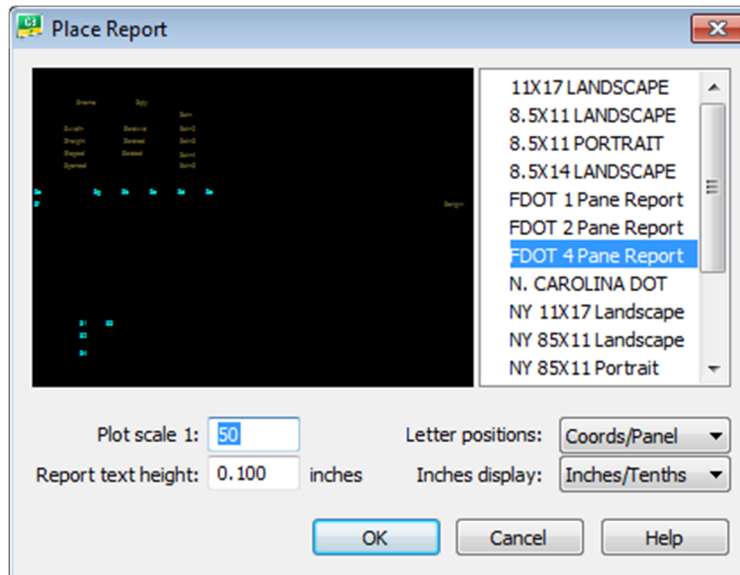 Place Report
11X17 LANDSCAPE
8.5X11 LANDSCAPE
8.5X11 PORTRAIT
8.5X14 LANDSCAPE
FDOT 1 Pane Report
FDOT 2 Pane Report
FDOT 4 Pane Report
N. CAROLINA DOT
NY 11X17 Landscape
NY 85X11 Landscape
NY 85X11 Portrait
Plot scale 1: 50 Letter positions: Coords/Panel
Report text height: 0.100 inches Inches display: Inches/Tenths
OK Cancel Help